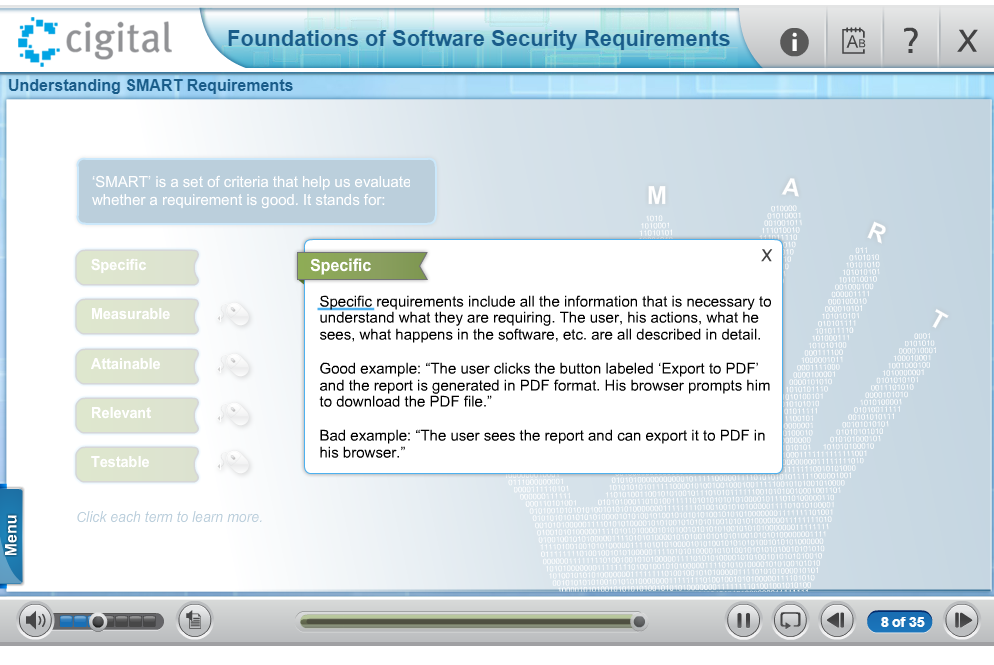 cigital
Foundations of Software Security Requirements
i
AB
?
X
Understanding SMART Requirements
'SMART' is a set of criteria that help us evaluate
whether a requirement is good. It stands for:
M
A
R
T
Specific
Measurable
Attainable
Relevant
Testable
Click each term to learn more.
Specific
X
Specific requirements include all the information that is necessary to
understand what they are requiring. The user, his actions, what he
sees, what happens in the software, etc. are all described in detail.
Good example: “The user clicks the button labeled ‘Export to PDF’
and the report is generated in PDF format. His browser prompts him
to download the PDF file.”
Bad example: “The user sees the report and can export it to PDF in
his browser.”
Menu
8 of 35